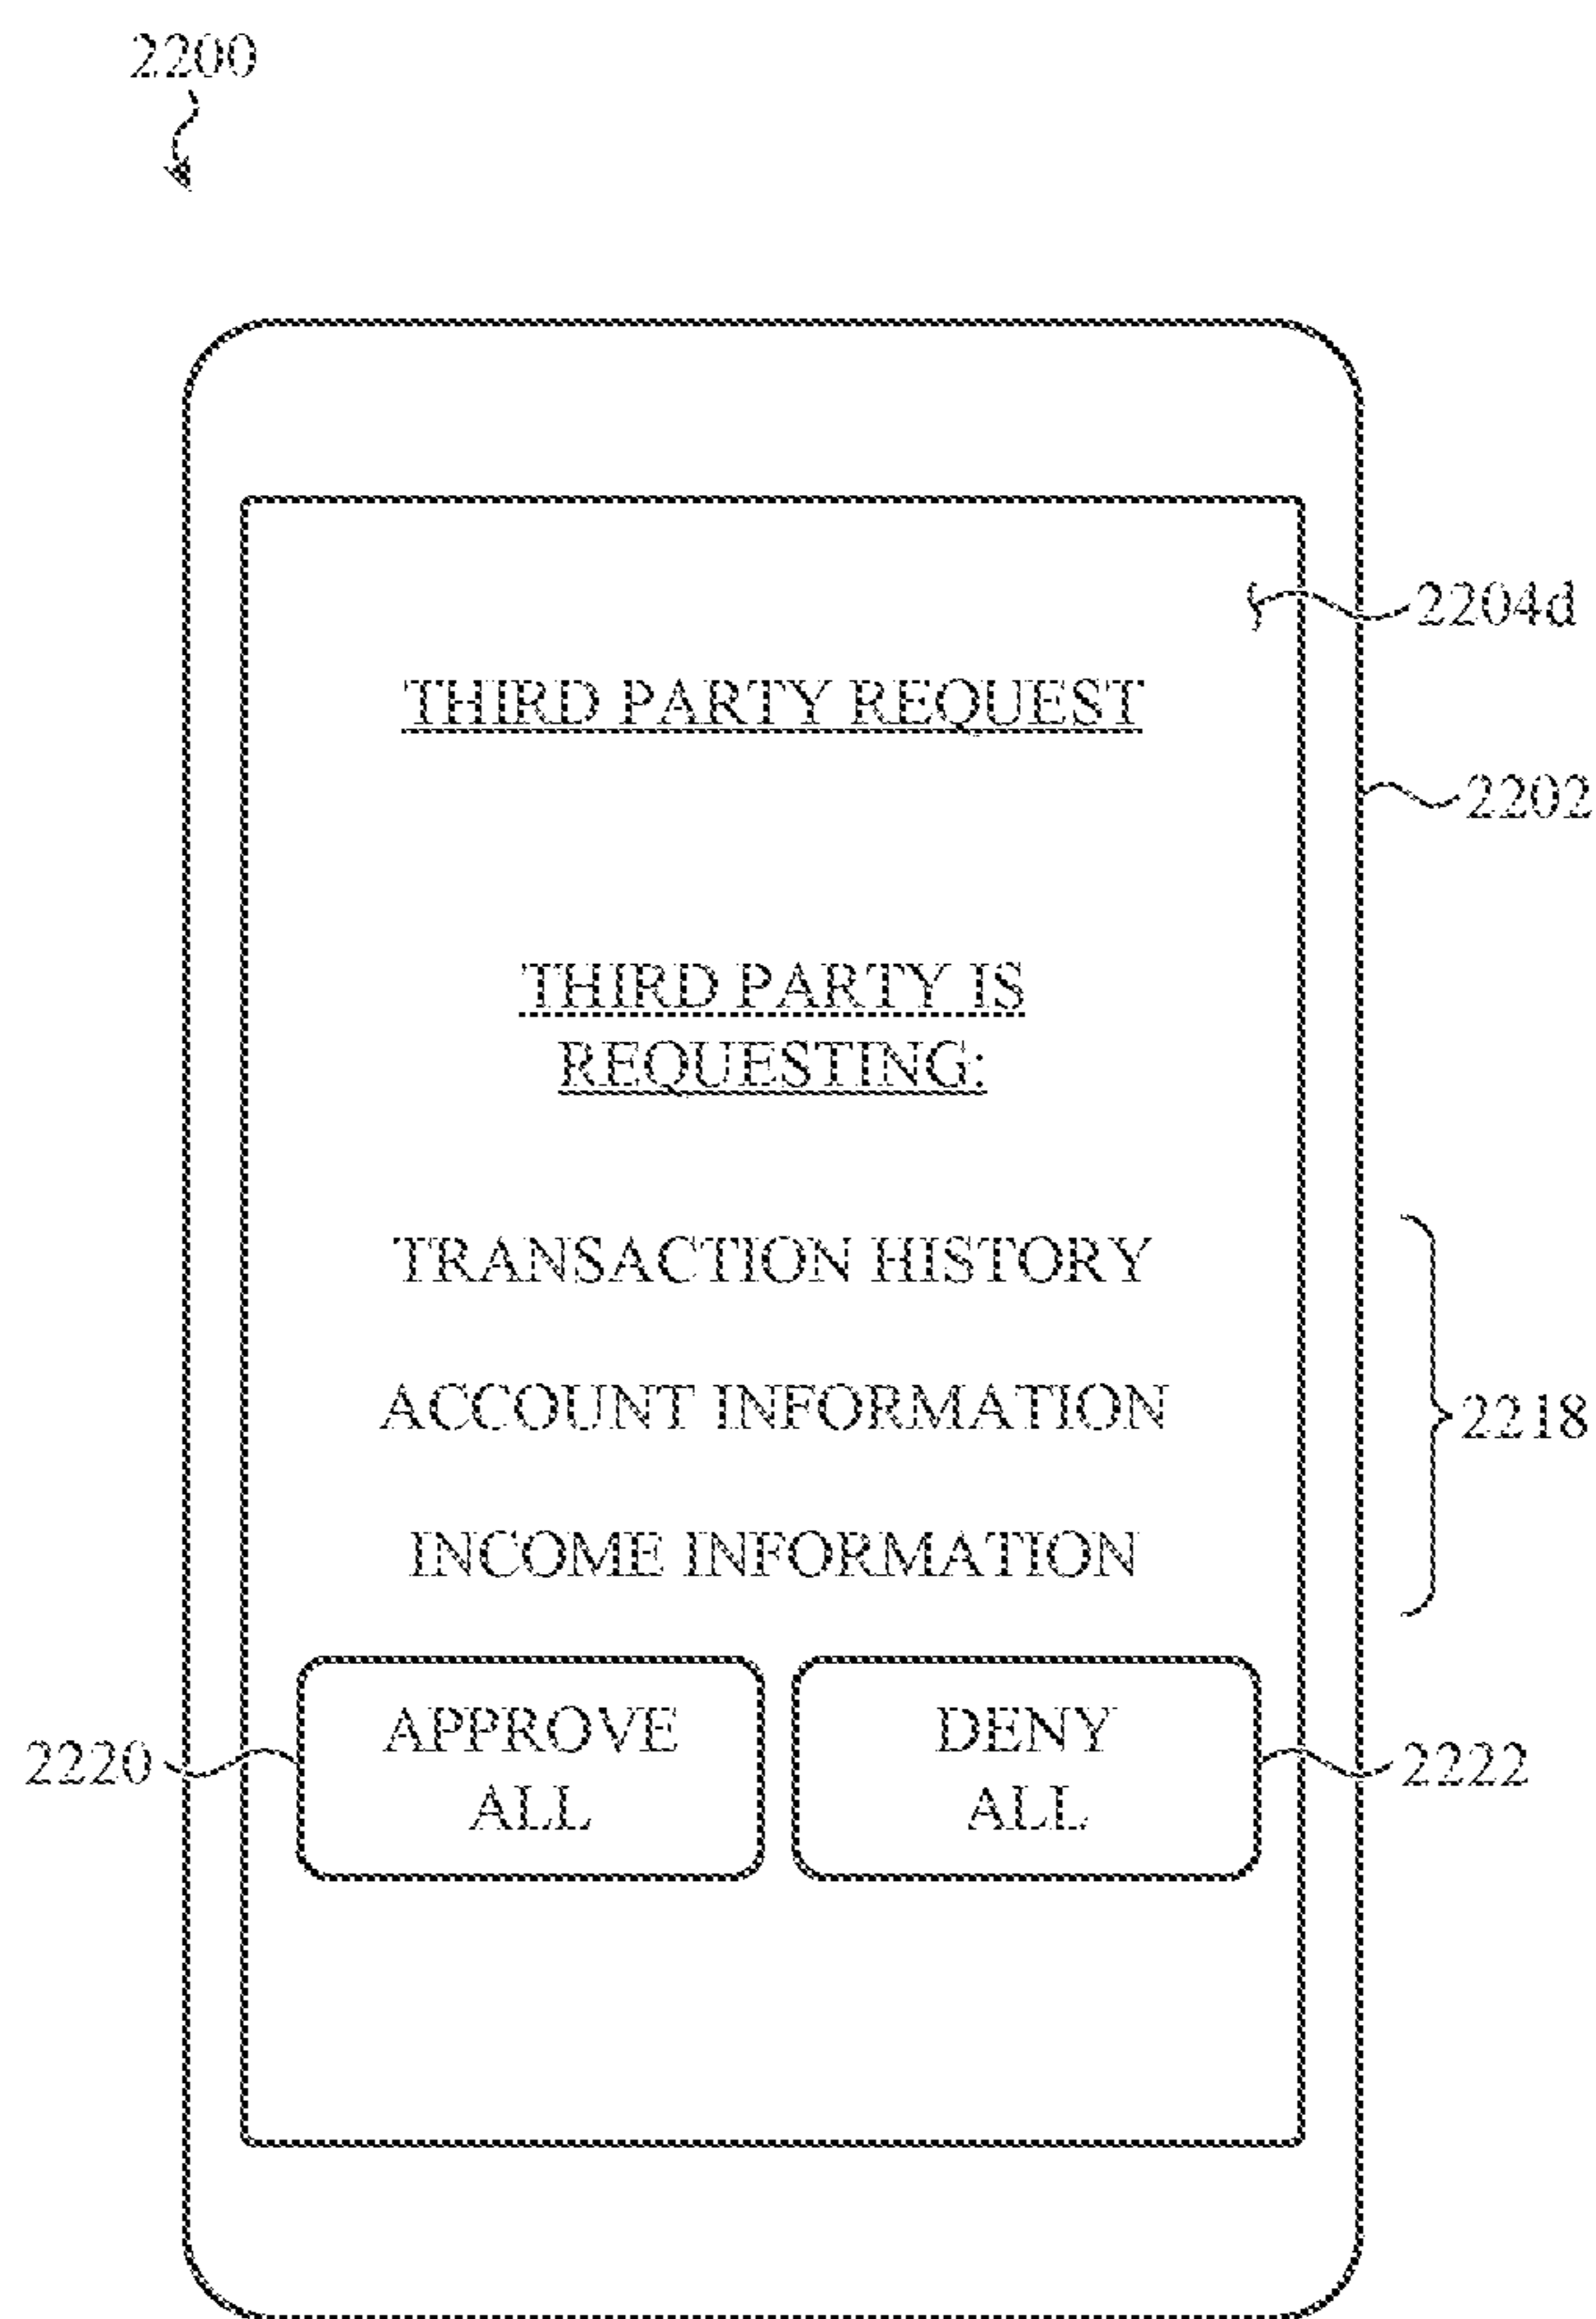 2200
2204d
THIRD PARTY REQUEST
2202
THIRD PARTY IS
REQUESTING:
TRANSACTION HISTORY
ACCOUNT INFORMATION
2218
INCOME INFORMATION
APPROVE
ALL
DENY
ALL
2220
2222